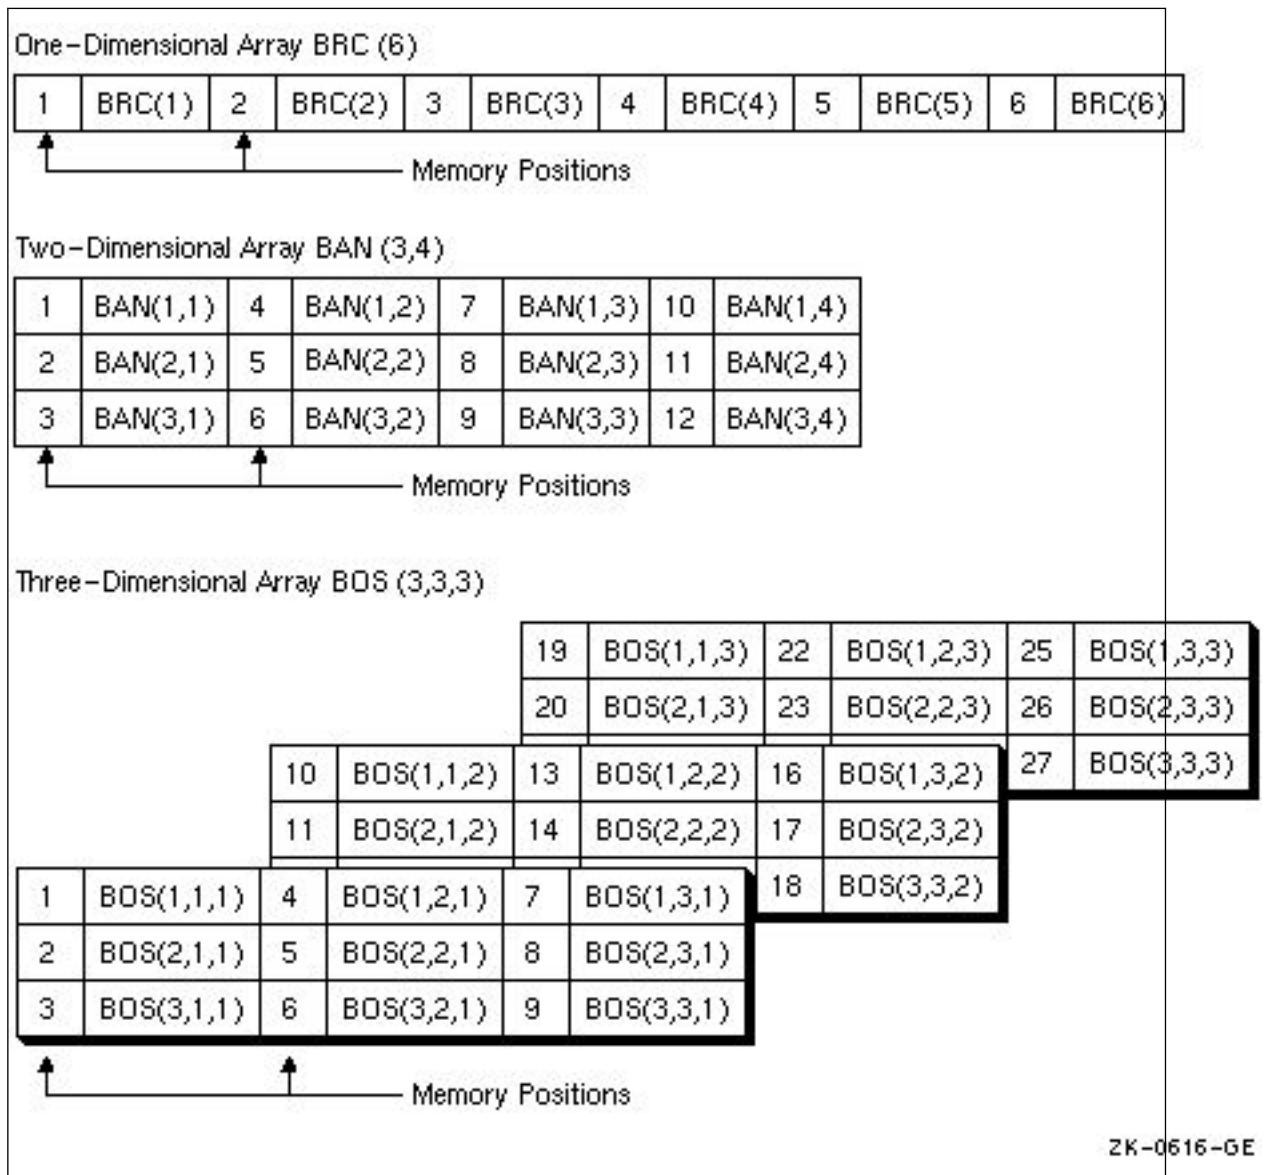 One-Dimensional Array BRC (6)
1 BRC(1) 2 BRC(2) 3 BRC(3) 4 BRC(4) 5 BRC(5) 6 BRC(6)
Memory Positions
Two-Dimensional Array BAN (3,4)
1 BAN(1,1) 4 BAN(1,2) 7 BAN(1,3) 10 BAN(1,4)
2 BAN(2,1) 5 BAN(2,2) 8 BAN(2,3) 11 BAN(2,4)
3 BAN(3,1) 6 BAN(3,2) 9 BAN(3,3) 12 BAN(3,4)
Memory Positions
Three-Dimensional Array BOS (3,3,3)
19 BOS(1,1,3) 22 BOS(1,2,3) 25 BOS(1,3,3)
20 BOS(2,1,3) 23 BOS(2,2,3) 26 BOS(2,3,3)
27 BOS(3,3,3)
10 BOS(1,1,2) 13 BOS(1,2,2) 16 BOS(1,3,2)
11 BOS(2,1,2) 14 BOS(2,2,2) 17 BOS(2,3,2)
18 BOS(3,3,2)
1 BOS(1,1,1) 4 BOS(1,2,1) 7 BOS(1,3,1)
2 BOS(2,1,1) 5 BOS(2,2,1) 8 BOS(2,3,1)
3 BOS(3,1,1) 6 BOS(3,2,1) 9 BOS(3,3,1)
Memory Positions
ZK-0616-GE